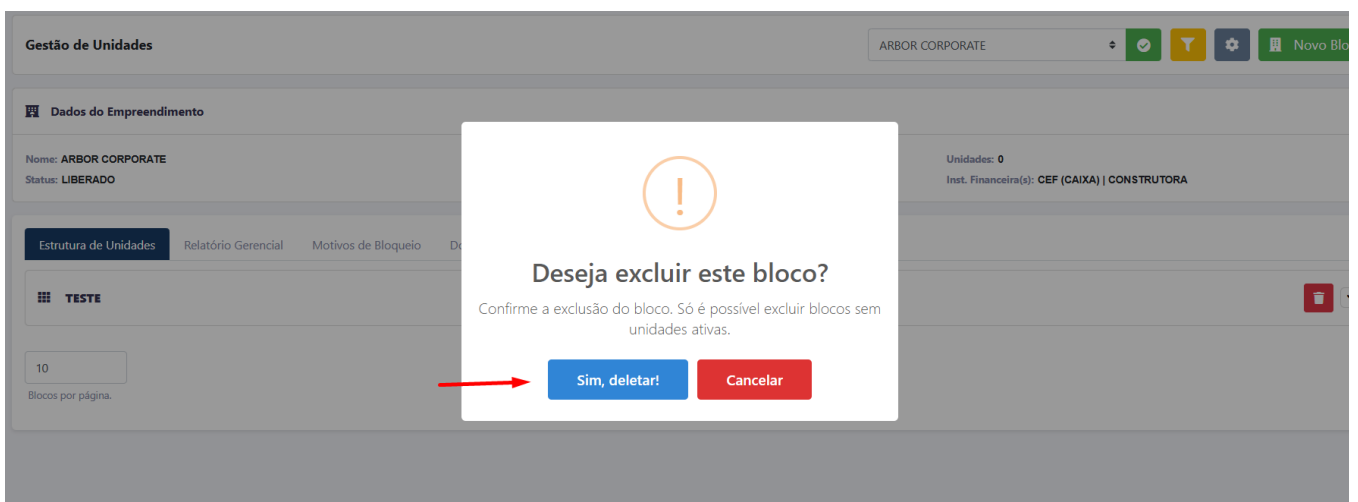 Gestão de Unidades
ARBOR CORPORATE
Novo Blo
Dados do Empreendimento
Nome: ARBOR CORPORATE
Unidades: 0
Status: LIBERADO
Inst. Financeira(s): CEF (CAIXA) | CONSTRUTORA
Estrutura de Unidades
Relatório Gerencial
Motivos de Bloqueio
Do
TESTE
Deseja excluir este bloco?
Confirme a exclusão do bloco. Só é possível excluir blocos sem
unidades ativas.
Sim, deletar!
Cancelar
10
Blocos por página.